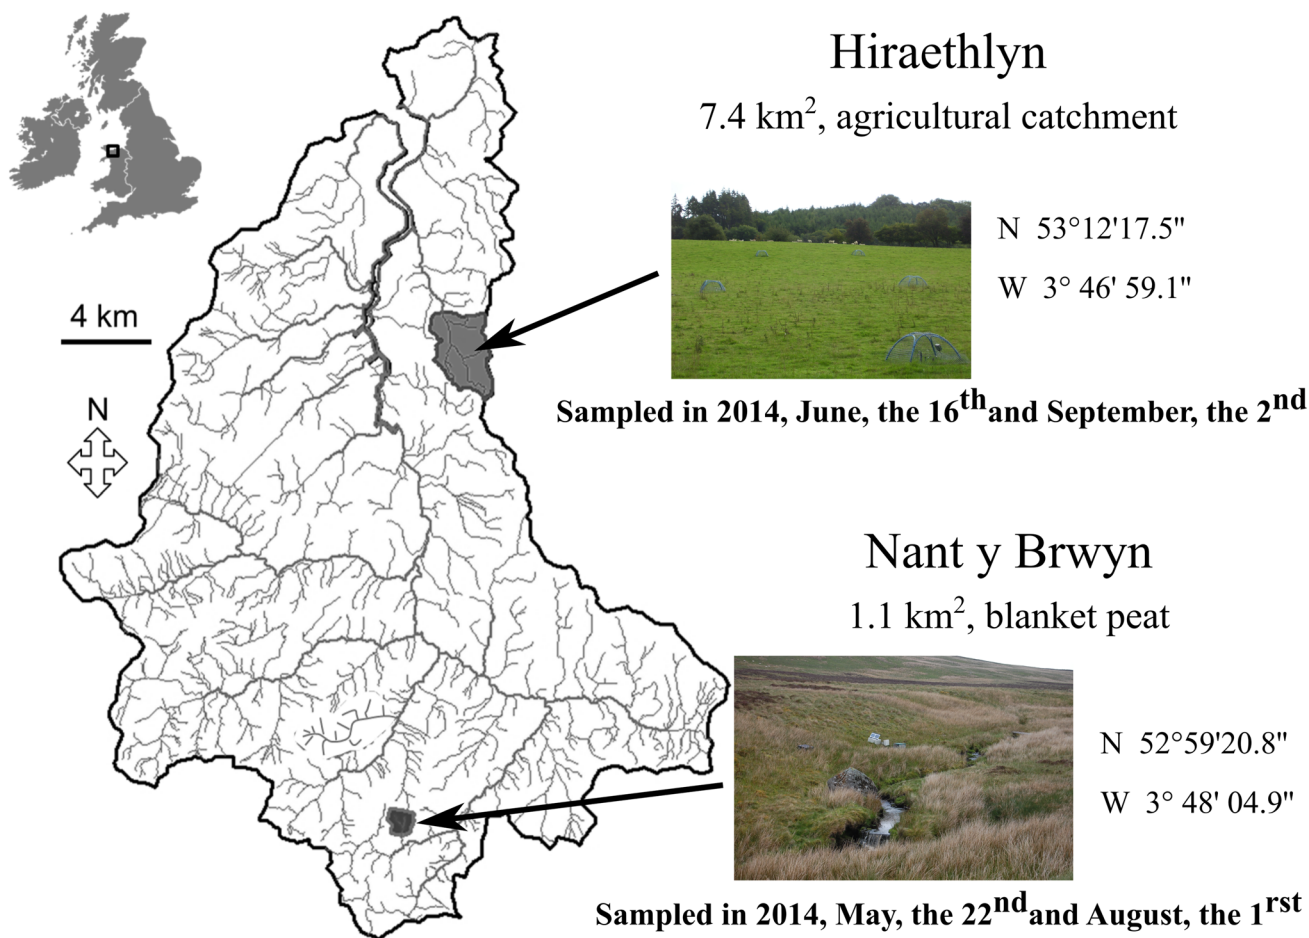 Hiraethlyn
7.4 km², agricultural catchment
N 53°12'17.5"
W 3° 46' 59.1"
Sampled in 2014, June, the 16th and September, the 2nd
4 km
N
Nant y Brwyn
1.1 km², blanket peat
N 52°59'20.8"
W 3° 48' 04.9"
Sampled in 2014, May, the 22nd and August, the 1rst